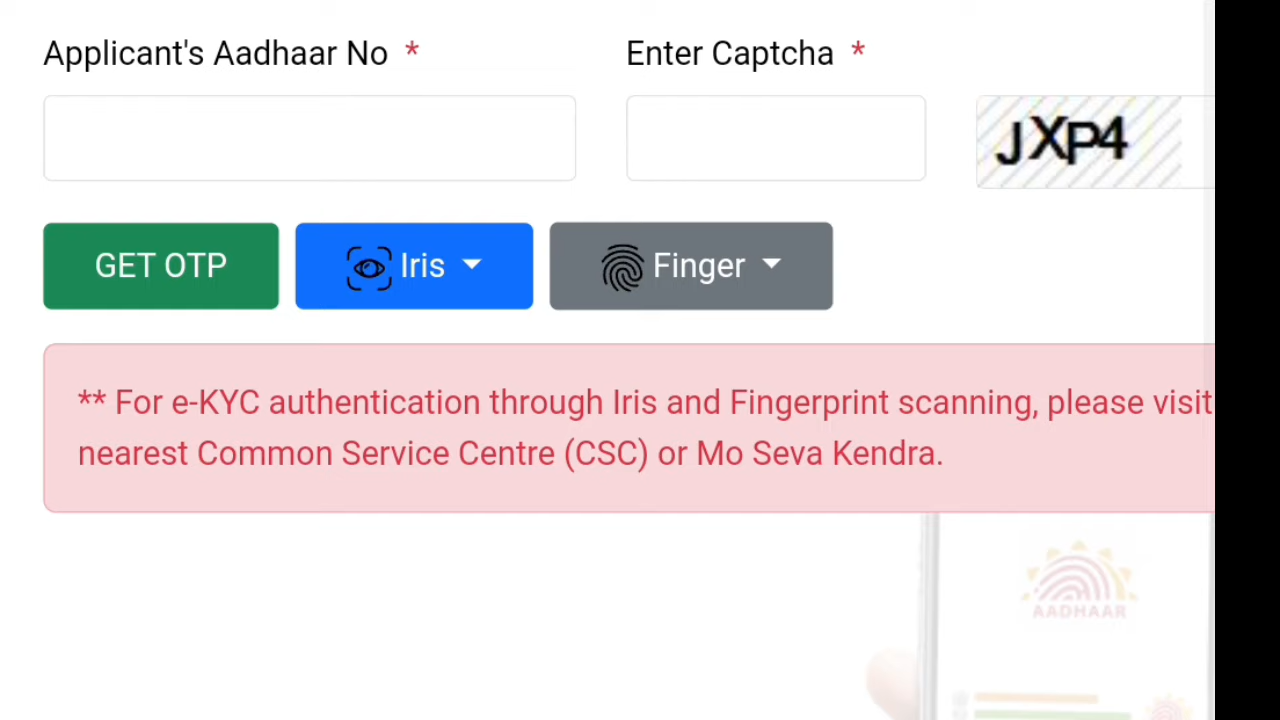 Applicant's Aadhaar No *
Enter Captcha *
JXP4
GET OTP
Iris
Finger
** For e-KYC authentication through Iris and Fingerprint scanning, please visit
nearest Common Service Centre (CSC) or Mo Seva Kendra.
AADHAAR